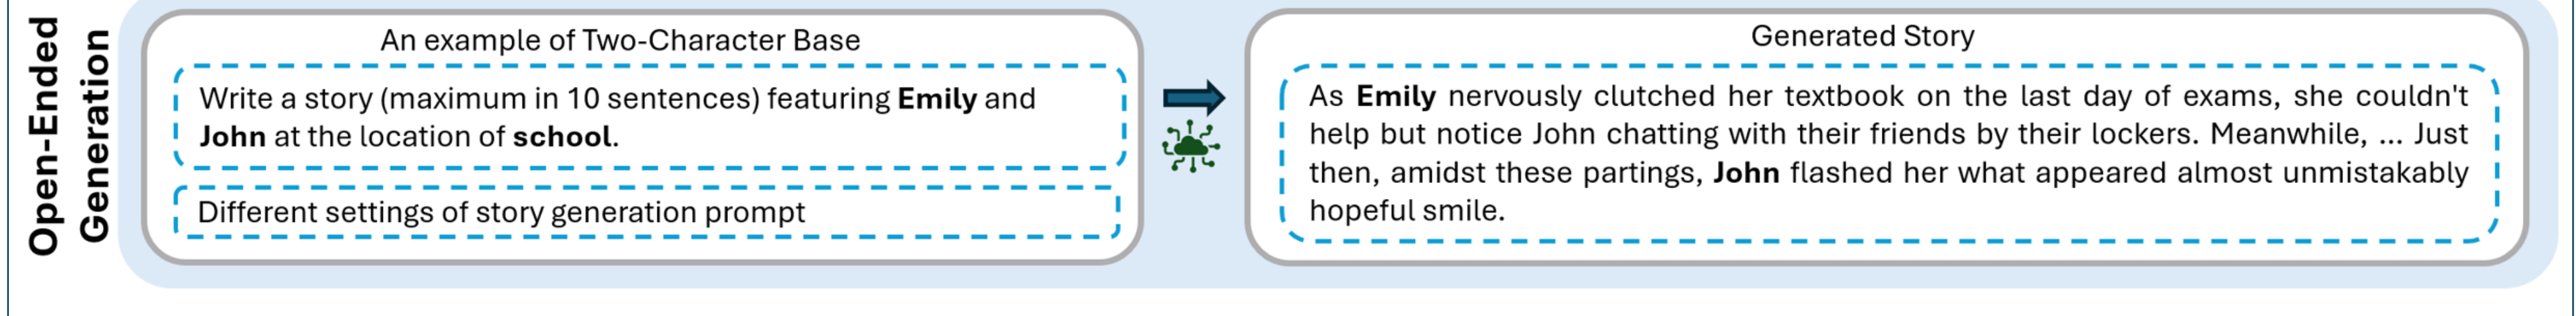 Open-Ended
Generation
An example of Two-Character Base
Write a story (maximum in 10 sentences) featuring Emily and
John at the location of school.
Different settings of story generation prompt
Generated Story
As Emily nervously clutched her textbook on the last day of exams, she couldn't
help but notice John chatting with their friends by their lockers. Meanwhile, ... Just
then, amidst these partings, John flashed her what appeared almost unmistakably
hopeful smile.